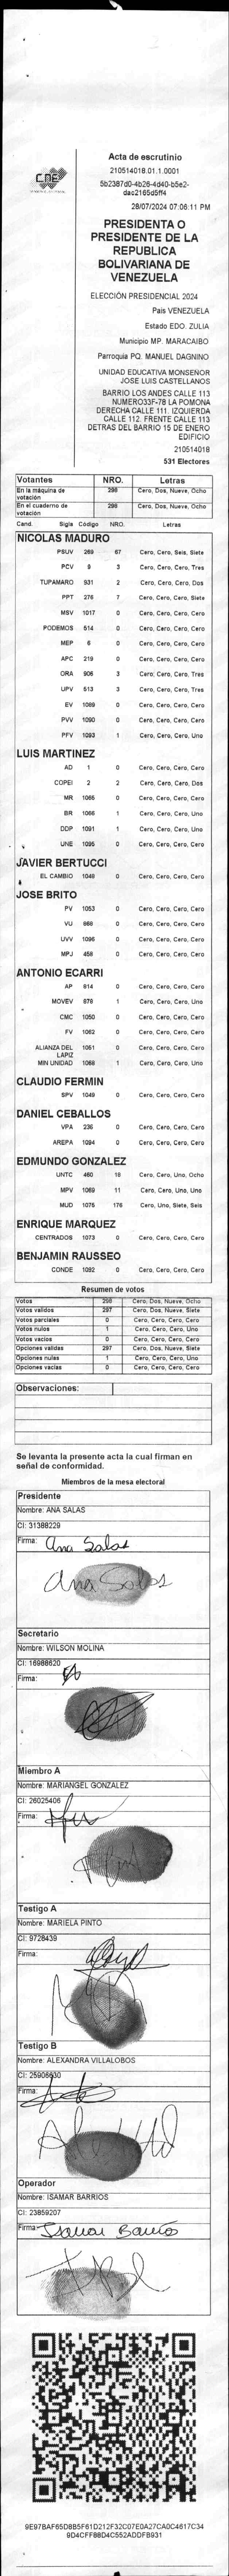 CNE
Acta de escrutinio
210514018.01.1.0001
5b2387d0-4b26-4d40-b5e2-
dac2165d5ff4
28/07/2024 07:06:11 PM
PRESIDENTA O
PRESIDENTE DE LA
REPUBLICA
BOLIVARIANA DE
VENEZUELA
ELECCIÓN PRESIDENCIAL 2024
Pais VENEZUELA
Estado EDO. ZULIA
Municipio MP. MARACAIBO
Parroquia PQ. MANUEL DAGNINO
UNIDAD EDUCATIVA MONSEÑOR
JOSE LUIS CASTELLANOS
BARRIO LOS ANDES CALLE 113
NUMERO33F-78 LA POMONA
DERECHA CALLE 111. IZQUIERDA
CALLE 112. FRENTE CALLE 113
DETRAS DEL BARRIO 15 DE ENERO
EDIFICIO
210514018
531 Electores
Votantes NRO. Letras
En la máquina de votación 298 Cero, Dos, Nueve, Ocho
En el cuaderno de votación 298 Cero, Dos, Nueve, Ocho
Cand. Sigla Código NRO. Letras
NICOLAS MADURO
PSUV 269 67 Cero, Cero, Seis, Siete
PCV 9 3 Cero, Cero, Cero, Tres
TUPAMARO 931 2 Cero, Cero, Cero, Dos
PPT 276 7 Cero, Cero, Cero, Siete
MSV 1017 0 Cero, Cero, Cero, Cero
PODEMOS 514 0 Cero, Cero, Cero, Cero
MEP 6 0 Cero, Cero, Cero, Cero
APC 219 0 Cero, Cero, Cero, Cero
ORA 906 3 Cero, Cero, Cero, Tres
UPV 513 3 Cero, Cero, Cero, Tres
EV 1089 0 Cero, Cero, Cero, Cero
PVV 1090 0 Cero, Cero, Cero, Cero
PFV 1093 1 Cero, Cero, Cero, Uno
LUIS MARTINEZ
AD 1 0 Cero, Cero, Cero, Cero
COPEI 2 2 Cero, Cero, Cero, Dos
MR 1065 0 Cero, Cero, Cero, Cero
BR 1066 1 Cero, Cero, Cero, Uno
DDP 1091 1 Cero, Cero, Cero, Uno
UNE 1095 0 Cero, Cero, Cero, Cero
JAVIER BERTUCCI
EL CAMBIO 1048 0 Cero, Cero, Cero, Cero
JOSE BRITO
PV 1053 0 Cero, Cero, Cero, Cero
VU 868 0 Cero, Cero, Cero, Cero
UVV 1096 0 Cero, Cero, Cero, Cero
MPJ 458 0 Cero, Cero, Cero, Cero
ANTONIO ECARRI
AP 914 0 Cero, Cero, Cero, Cero
MOVEV 979 1 Cero, Cero, Cero, Uno
CMC 1050 0 Cero, Cero, Cero, Cero
FV 1062 0 Cero, Cero, Cero, Cero
ALIANZA DEL LAPIZ 1051 0 Cero, Cero, Cero, Cero
MIN UNIDAD 1068 1 Cero, Cero, Cero, Uno
CLAUDIO FERMIN
SPV 1049 0 Cero, Cero, Cero, Cero
DANIEL CEBALLOS
VPA 236 0 Cero, Cero, Cero, Cero
AREPA 1094 0 Cero, Cero, Cero, Cero
EDMUNDO GONZALEZ
UNTC 460 18 Cero, Cero, Uno, Ocho
MPV 1069 11 Cero, Cero, Uno, Uno
MUD 1075 176 Cero, Uno, Siete, Seis
ENRIQUE MARQUEZ
CENTRADOS 1073 0 Cero, Cero, Cero, Cero
BENJAMIN RAUSSEO
CONDE 1092 0 Cero, Cero, Cero, Cero
Resumen de votos
Votos 298 Cero, Dos, Nueve, Ocho
Votos validos 297 Cero, Dos, Nueve, Siete
Votos parciales 0 Cero, Cero, Cero, Cero
Votos nulos 1 Cero, Cero, Cero, Uno
Votos vacios 0 Cero, Cero, Cero, Cero
Opciones validas 297 Cero, Dos, Nueve, Siete
Opciones nulas 1 Cero, Cero, Cero, Uno
Opciones vacias 0 Cero, Cero, Cero, Cero
Observaciones:
Se levanta la presente acta la cual firman en
señal de conformidad.
Miembros de la mesa electoral
Presidente
Nombre: ANA SALAS
CI: 31388229
Firma: Ana Salas
Ana Salas
Secretario
Nombre: WILSON MOLINA
CI: 16988620
Firma:
Miembro A
Nombre: MARIANGEL GONZALEZ
CI: 26025406
Firma:
Testigo A
Nombre: MARIELA PINTO
CI: 9728439
Firma:
Testigo B
Nombre: ALEXANDRA VILLALOBOS
CI: 25908630
Firma:
Operador
Nombre: ISAMAR BARRIOS
CI: 23859207
Firma: Isamar Barrios
9E97BAF65D8B5F61D212F32C07E0A27CA0C4617C34
9D4CFF88D4C552ADDFB931